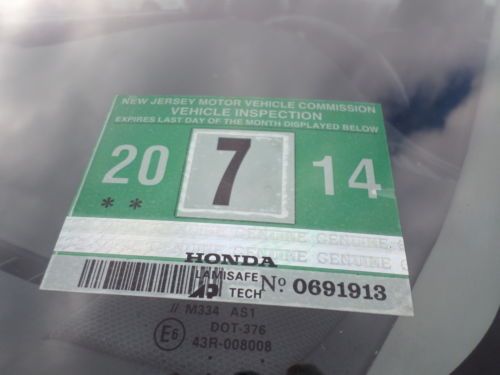 NEW JERSEY MOTOR VEHICLE COMMISSION
VEHICLE INSPECTION
EXPIRES LAST DAY OF THE MONTH DISPLAYED BELOW
20 7 14
**
GENUINE GENUINE GENUINE
HONDA
LAMISAFE
AP TECH Nº 0691913
// M334 AS1
E6 DOT-376
43R-008008